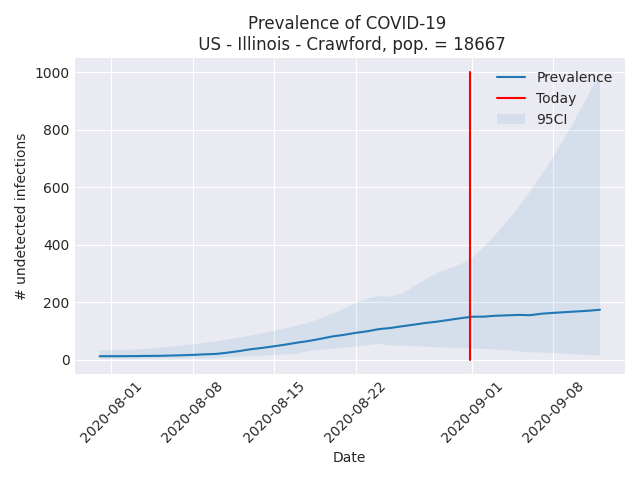 Prevalence of COVID-19
US - Illinois - Crawford, pop. = 18667
1000
800
600
400
200
0
# undetected infections
Prevalence
Today
95CI
2020-08-01
2020-08-08
2020-08-15
2020-08-22
2020-09-01
2020-09-08
Date